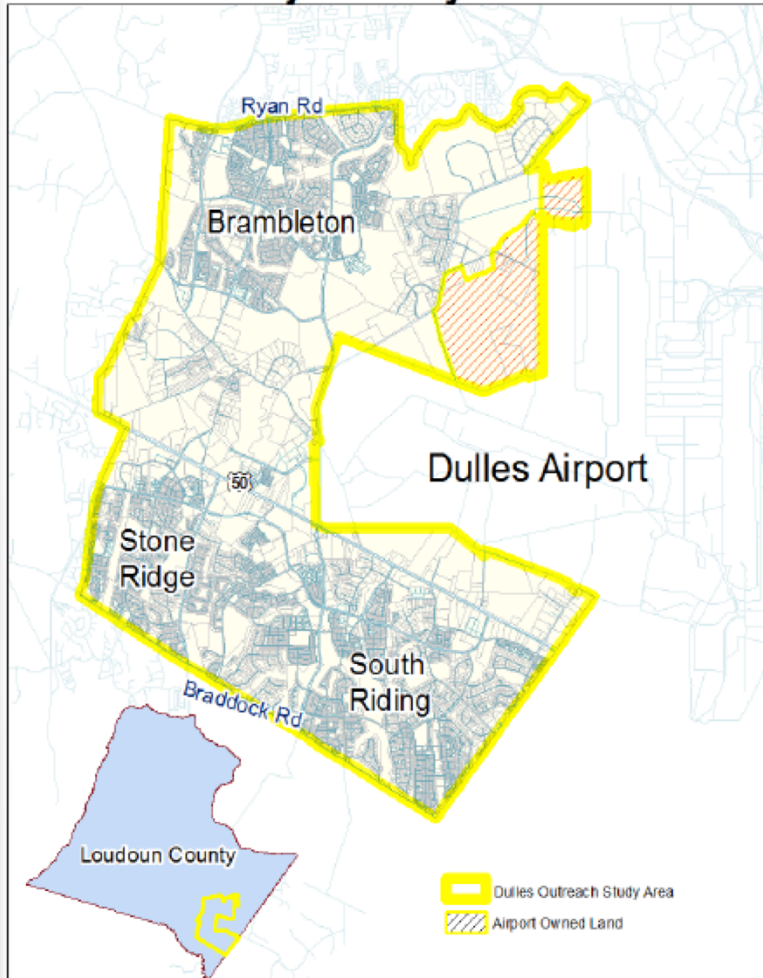 Ryan Rd
Brambleton
Dulles Airport
50
Stone
Ridge
South
Riding
Braddock Rd
Loudoun County
Dulles Outreach Study Area
Airport Owned Land